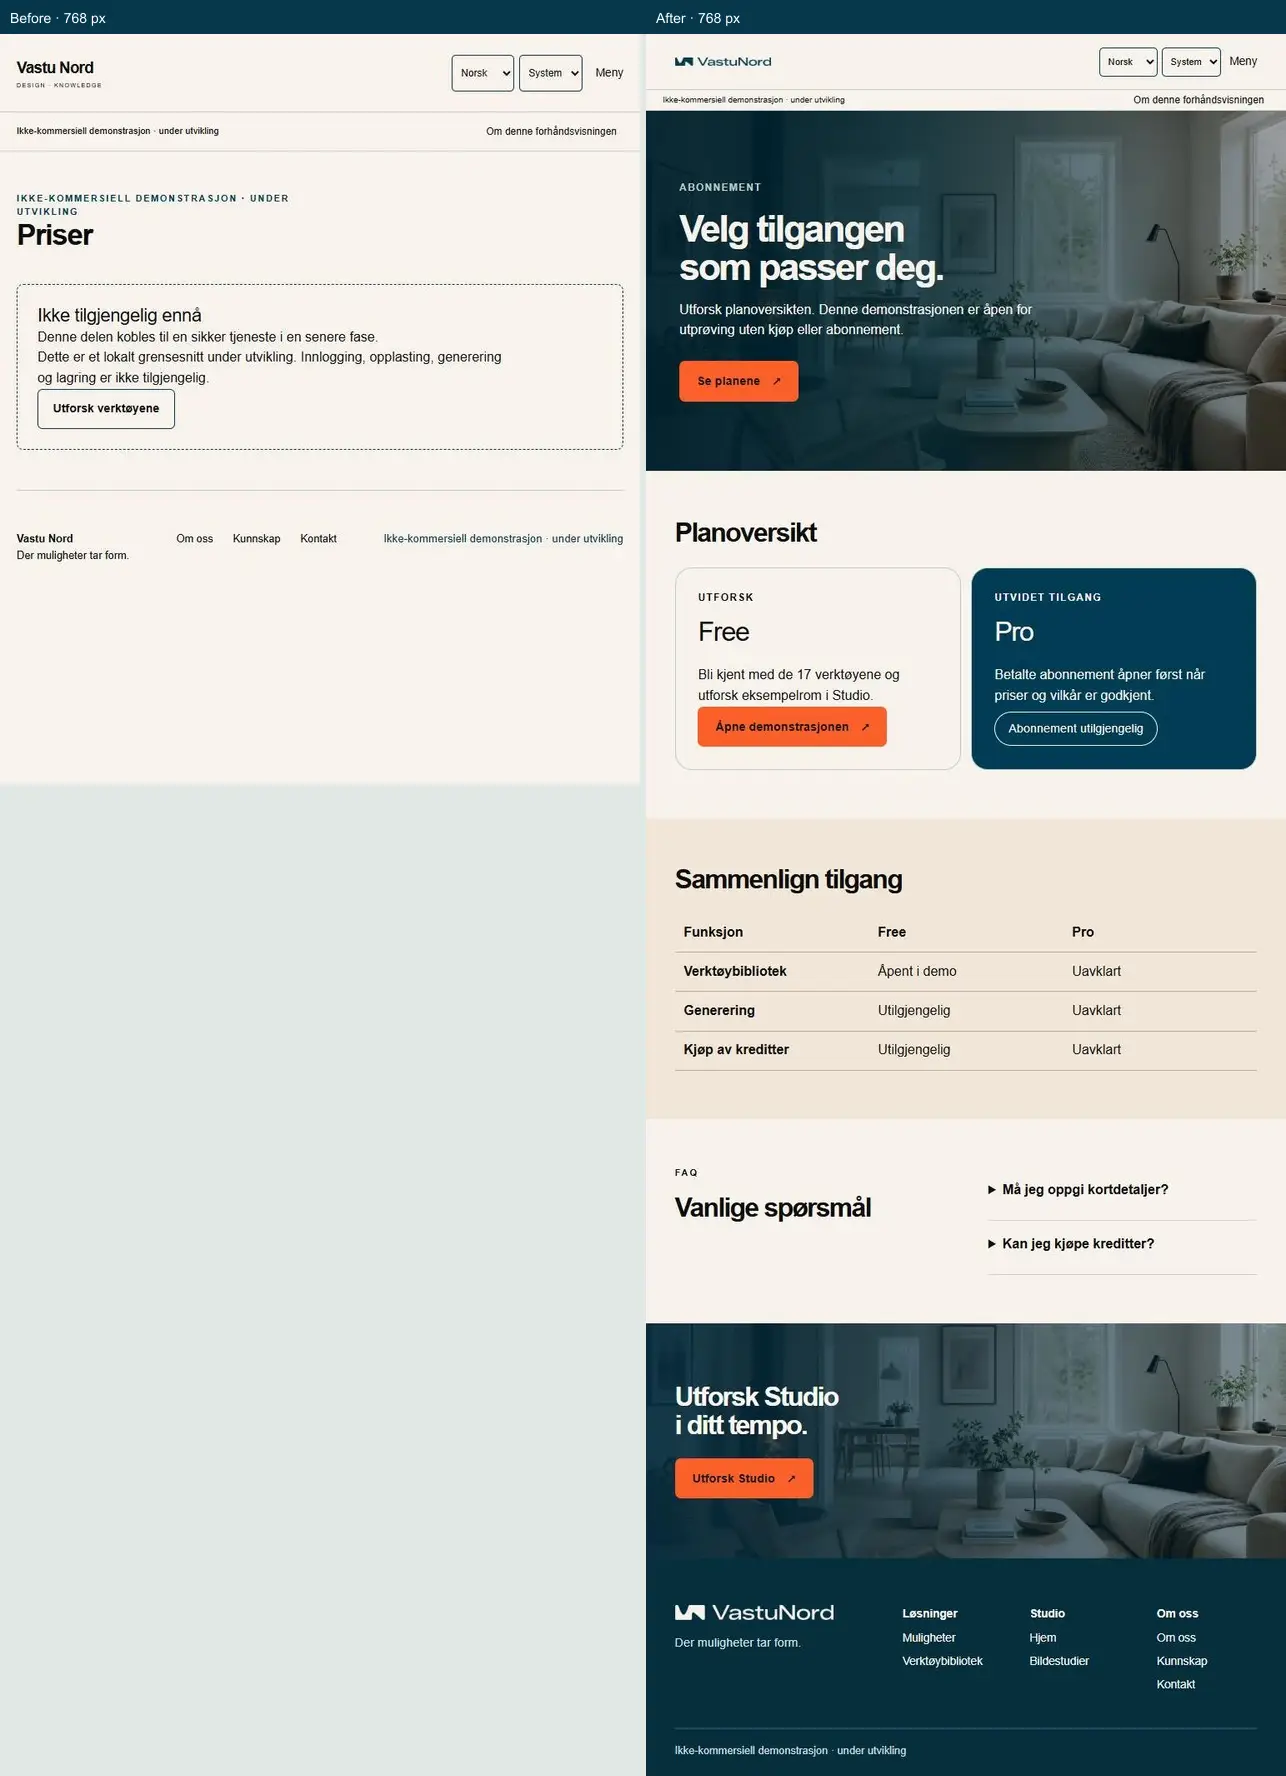 Before · 768 px
Vastu Nord
DESIGN · KNOWLEDGE
Norsk
System
Meny
Ikke-kommersiell demonstrasjon · under utvikling
Om denne forhåndsvisningen
IKKE-KOMMERSIELL DEMONSTRASJON · UNDER
UTVIKLING
Priser
Ikke tilgjengelig ennå
Denne delen kobles til en sikker tjeneste i en senere fase.
Dette er et lokalt grensesnitt under utvikling. Innlogging, opplasting, generering
og lagring er ikke tilgjengelig.
Utforsk verktøyene
Vastu Nord
Der muligheter tar form.
Om oss
Kunnskap
Kontakt
Ikke-kommersiell demonstrasjon · under utvikling
After · 768 px
VastuNord
Norsk
System
Meny
Ikke-kommersiell demonstrasjon · under utvikling
Om denne forhåndsvisningen
ABONNEMENT
Velg tilgangen
som passer deg.
Utforsk planoversikten. Denne demonstrasjonen er åpen for
utprøving uten kjøp eller abonnement.
Se planene ↗
Planoversikt
UTFORSK
Free
Bli kjent med de 17 verktøyene og
utforsk eksempelrom i Studio.
Åpne demonstrasjonen ↗
UTVIDET TILGANG
Pro
Betalte abonnement åpner først når
priser og vilkår er godkjent.
Abonnement utilgjengelig
Sammenlign tilgang
Funksjon Free Pro
Verktøybibliotek Åpent i demo Uavklart
Generering Utilgjengelig Uavklart
Kjøp av kreditter Utilgjengelig Uavklart
FAQ
Vanlige spørsmål
Må jeg oppgi kortdetaljer?
Kan jeg kjøpe kreditter?
Utforsk Studio
i ditt tempo.
Utforsk Studio ↗
VastuNord
Der muligheter tar form.
Løsninger
Muligheter
Verktøybibliotek
Studio
Hjem
Bildestudier
Om oss
Om oss
Kunnskap
Kontakt
Ikke-kommersiell demonstrasjon · under utvikling